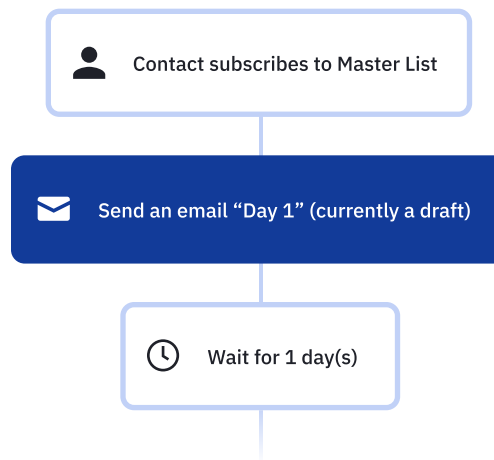 Contact subscribes to Master List
Send an email “Day 1” (currently a draft)
Wait for 1 day(s)